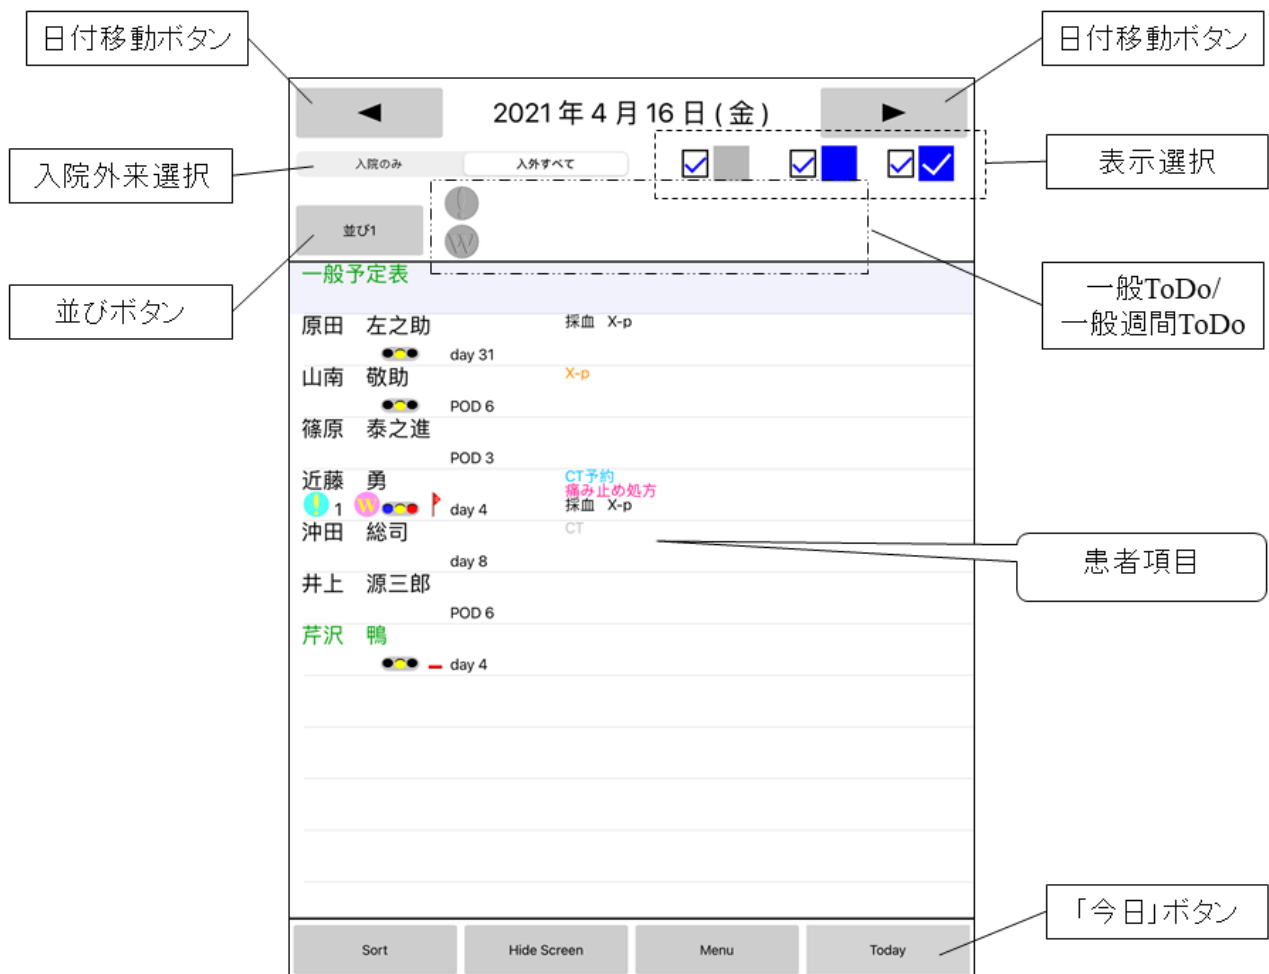 日付移動ボタン
日付移動ボタン
2021 年 4 月 16 日 ( 金 )
入院外来選択
入院のみ
入外すべて
表示選択
並び1
並びボタン
一般ToDo/
一般週間ToDo
一般予定表
原田　左之助
採血　X-p
day 31
山南　敬助
X-p
POD 6
篠原　泰之進
POD 3
近藤　勇
CT予約
痛み止め処方
採血　X-p
! 1 W day 4
沖田　総司
CT
day 8
患者項目
井上　源三郎
POD 6
芹沢　鴨
day 4
「今日」ボタン
Sort
Hide Screen
Menu
Today